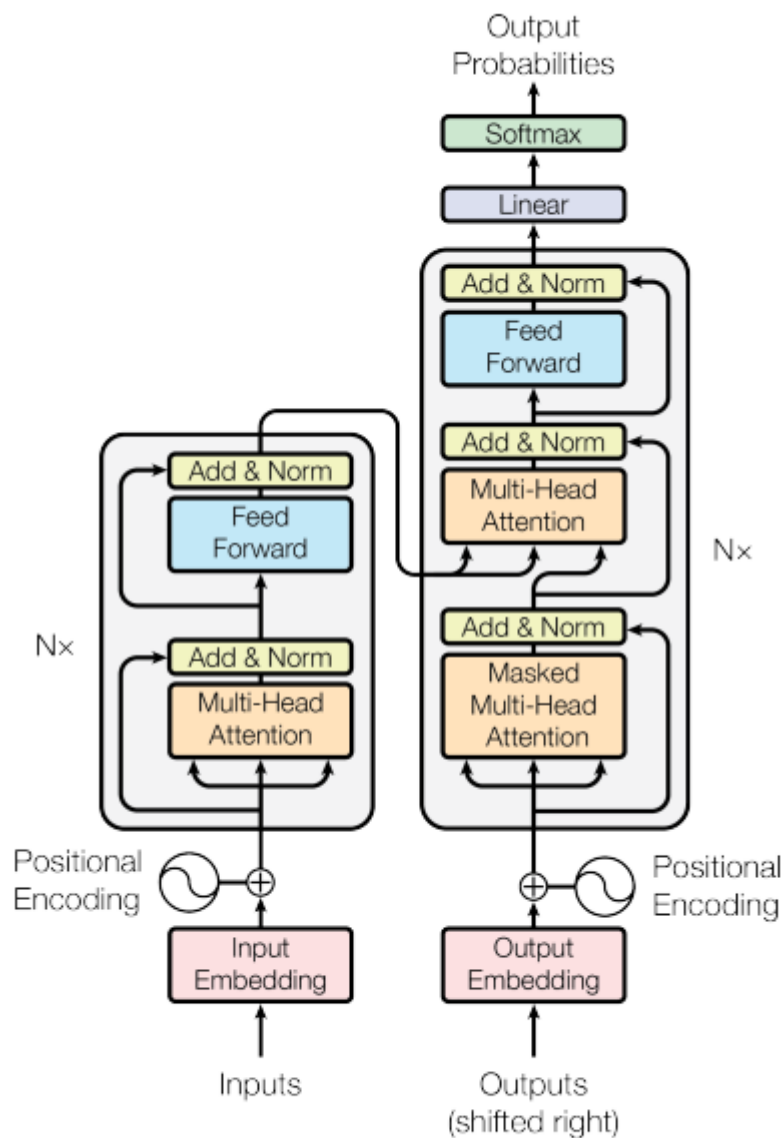 Output
Probabilities
Softmax
Linear
Add & Norm
Feed
Forward
Add & Norm
Multi-Head
Attention
Add & Norm
Masked
Multi-Head
Attention
Nx
Add & Norm
Feed
Forward
Add & Norm
Multi-Head
Attention
Nx
Positional
Encoding
Positional
Encoding
Input
Embedding
Output
Embedding
Inputs
Outputs
(shifted right)